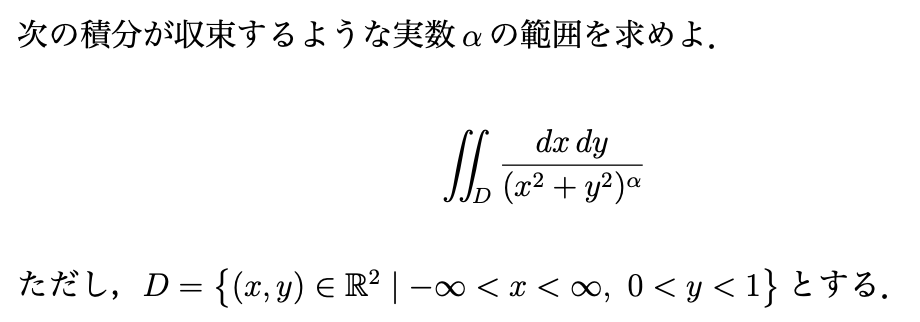 次の積分が収束するような実数 α の範囲を求めよ．
∬_D dx dy / (x² + y²)^α
ただし，D = {(x, y) ∈ ℝ² | −∞ < x < ∞, 0 < y < 1} とする．